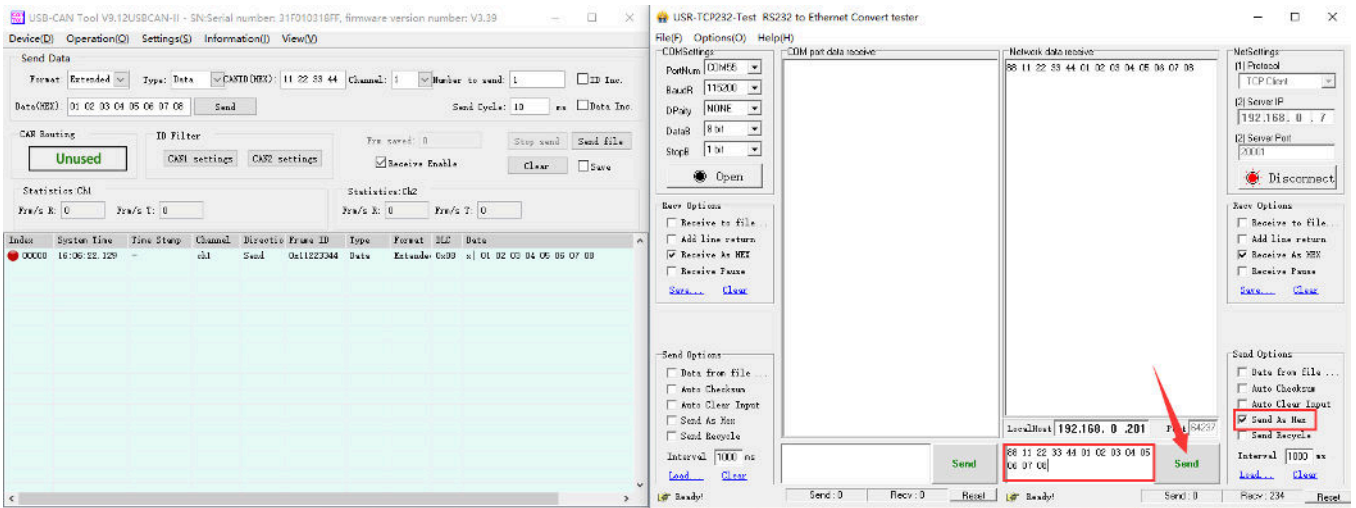 USB-CAN Tool V9.12USBCAN-II - SN:Serial number: 31F010318FF, firmware version number: V3.39
Device(D) Operation(O) Settings(S) Information(I) View(V)
Send Data
Format: Extended Type: Data CANID(HEX): 11 22 33 44 Channel: 1 Number to send: 1 ID Inc.
Data(HEX): 01 02 03 04 05 06 07 08 Send Send Cycle: 10 ms Data Inc.
CAN Routing
Unused
ID Filter
CAN1 settings CAN2 settings
Frm saved: 0 Stop send Send file
Receive Enable Clear Save
Statistics Ch1
Frm/s R: 0 Frm/s T: 0
Statistics:Ch2
Frm/s R: 0 Frm/s T: 0
Index System Time Time Stamp Channel Directio Frame ID Type Format DLC Data
00000 16:06:22.129 - ch1 Send 0x11223344 Data Extende 0x08 x| 01 02 03 04 05 06 07 08
USR-TCP232-Test RS232 to Ethernet Convert tester
File(F) Options(O) Help(H)
COMSettings
PortNum COM55
BaudR 115200
DPaity NONE
DataB 8 bit
StopB 1 bit
Open
Recv Options
Receive to file...
Add line return
Receive As HEX
Receive Pause
Save... Clear
Send Options
Data from file ...
Auto Checksum
Auto Clear Input
Send As Hex
Send Recycle
Interval 1000 ms
Load... Clear
COM port data receive
Send
Ready! Send : 0 Recv : 0 Reset
Network data receive
88 11 22 33 44 01 02 03 04 05 06 07 08
LocalHost 192.168. 0 .201 Port 64237
88 11 22 33 44 01 02 03 04 05
06 07 08
Send
Ready! Send : 0 Recv : 234 Reset
NetSettings
[1] Protocol
TCP Client
[2] Server IP
192.168. 0 . 7
[2] Server Port
20001
Disconnect
Recv Options
Receive to file...
Add line return
Receive As HEX
Receive Pause
Save... Clear
Send Options
Data from file ...
Auto Checksum
Auto Clear Input
Send As Hex
Send Recycle
Interval 1000 ms
Load... Clear